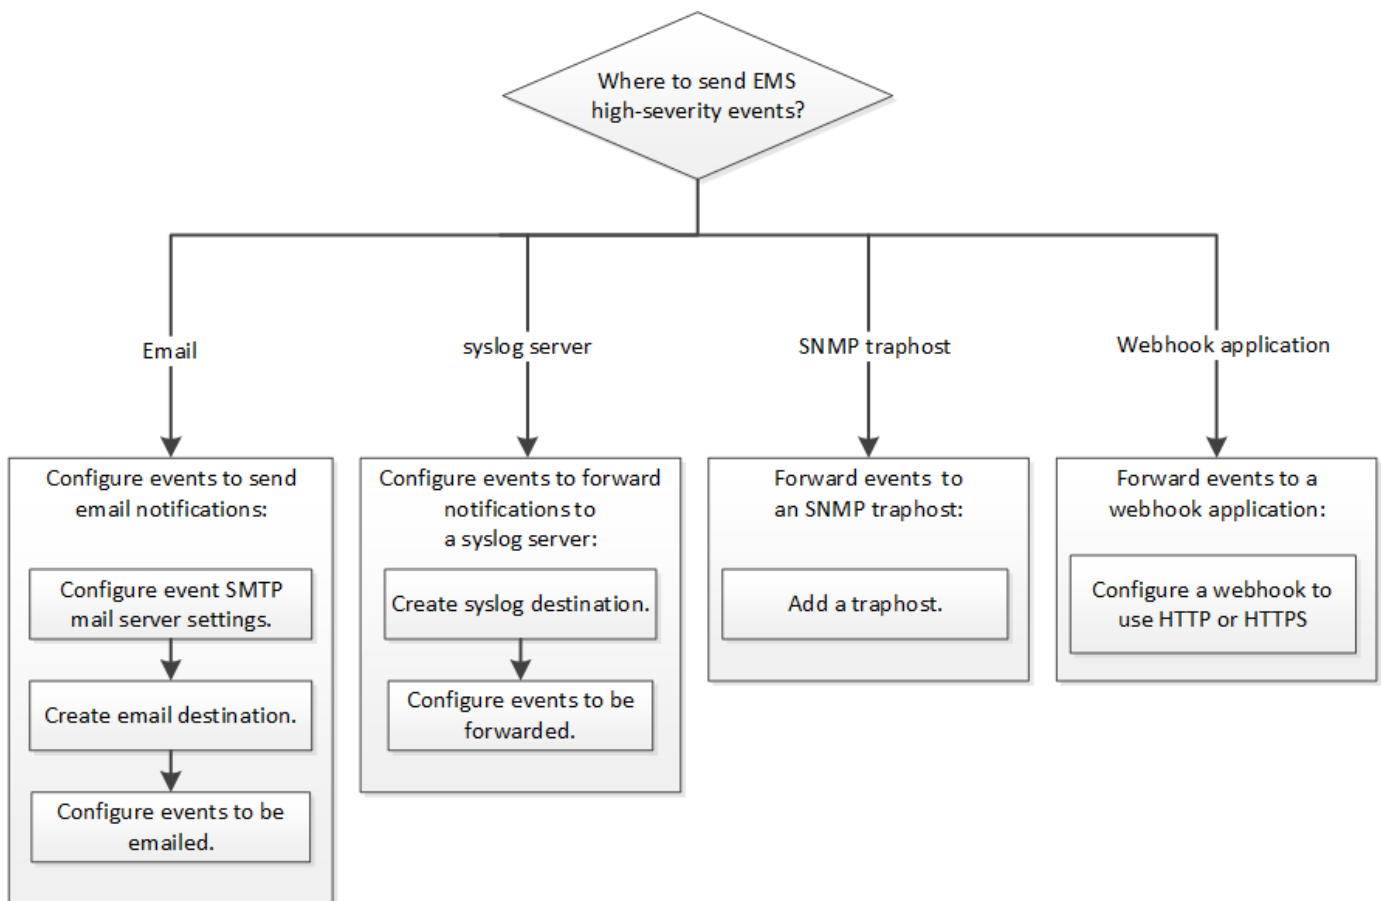 Where to send EMS
high-severity events?
Email
syslog server
SNMP traphost
Webhook application
Configure events to send
email notifications:
Configure event SMTP
mail server settings.
Create email destination.
Configure events to be
emailed.
Configure events to forward
notifications to
a syslog server:
Create syslog destination.
Configure events to be
forwarded.
Forward events to
an SNMP traphost:
Add a traphost.
Forward events to a
webhook application:
Configure a webhook to
use HTTP or HTTPS